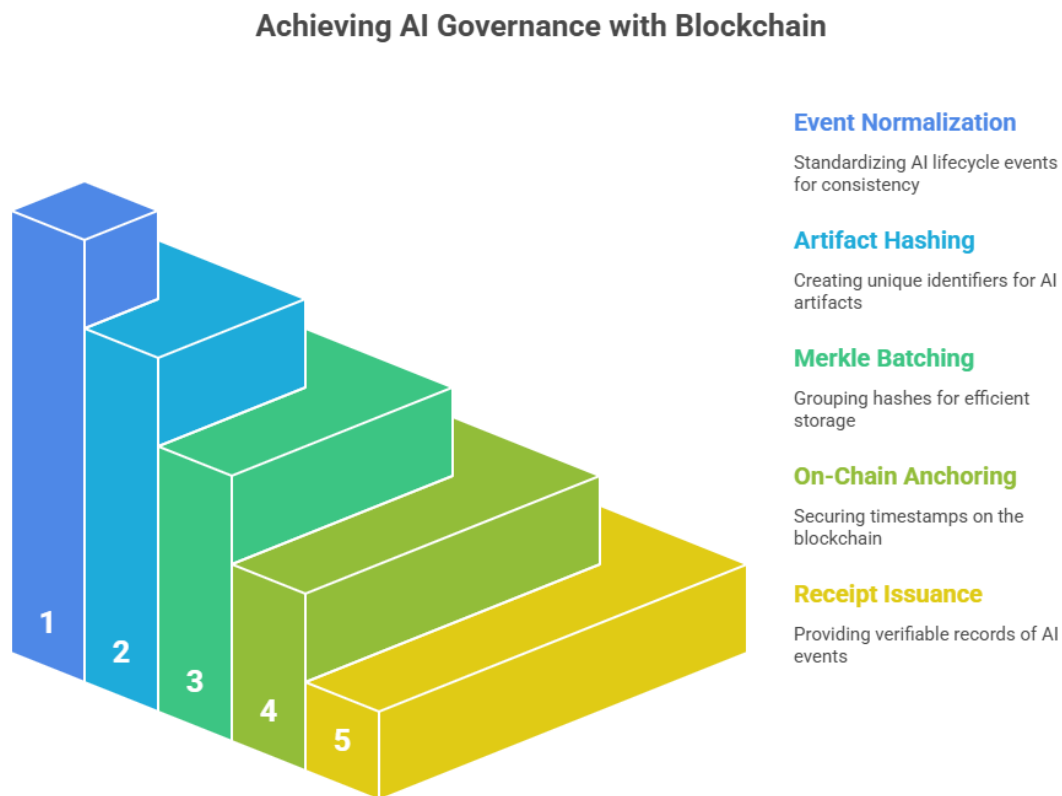 Achieving AI Governance with Blockchain
Event Normalization
Standardizing AI lifecycle events
for consistency
Artifact Hashing
Creating unique identifiers for AI
artifacts
Merkle Batching
Grouping hashes for efficient
storage
On-Chain Anchoring
Securing timestamps on the
blockchain
Receipt Issuance
Providing verifiable records of AI
events
1
2
3
4
5